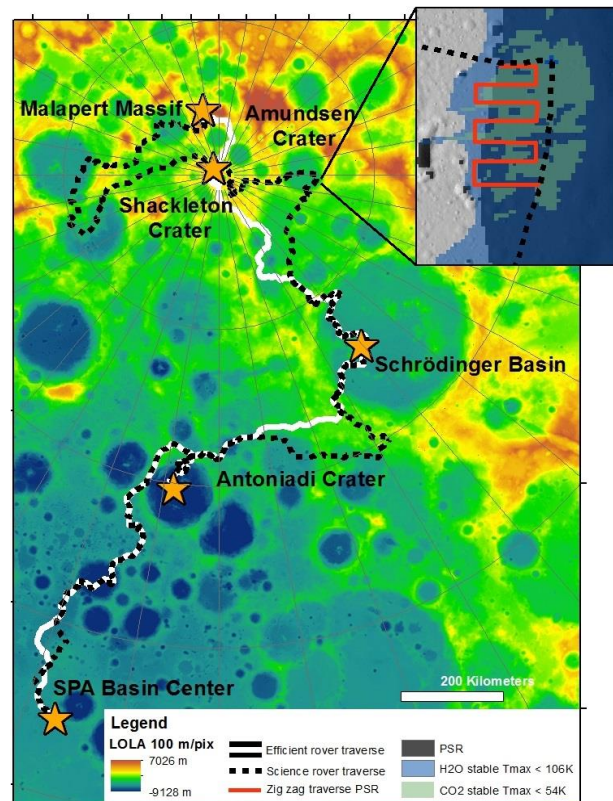 Malapert Massif
Amundsen
Crater
Shackleton
Crater
Schrödinger Basin
Antoniadi Crater
SPA Basin Center
200 Kilometers
Legend
LOLA 100 m/pix
7026 m
-9128 m
Efficient rover traverse
Science rover traverse
Zig zag traverse PSR
PSR
H2O stable Tmax < 106K
CO2 stable Tmax < 54K